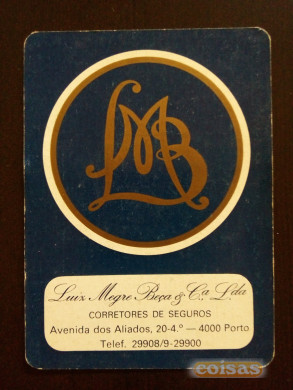 LMB
Luiz Megre Beça & C.ª L.da
CORRETORES DE SEGUROS
Avenida dos Aliados, 20-4.º — 4000 Porto
Telef. 29908/9-29900
coisas